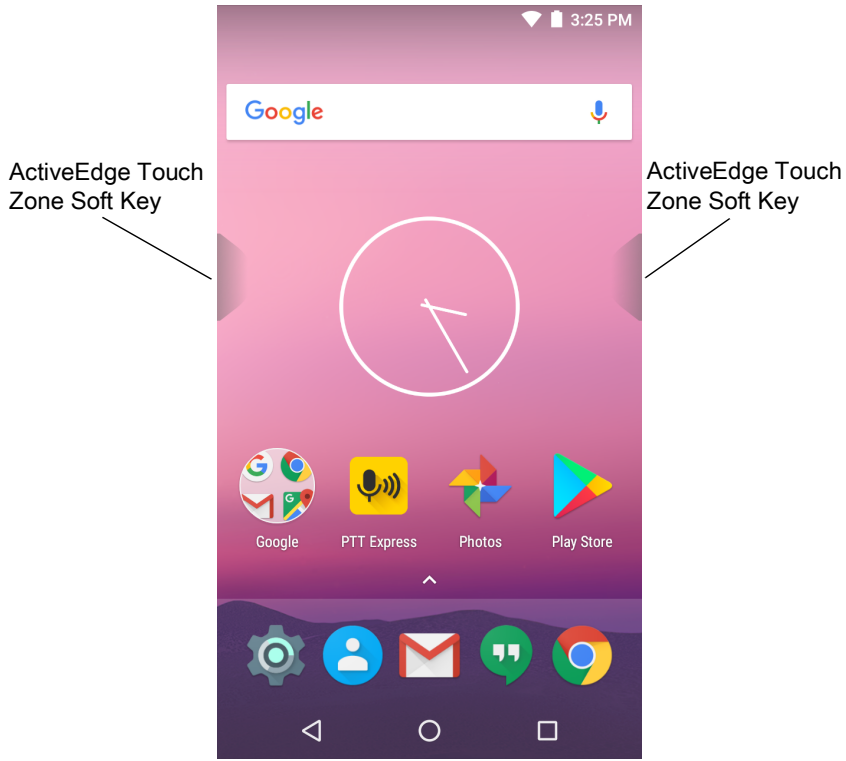 3:25 PM
Google
ActiveEdge Touch
Zone Soft Key
ActiveEdge Touch
Zone Soft Key
Google
PTT Express
Photos
Play Store